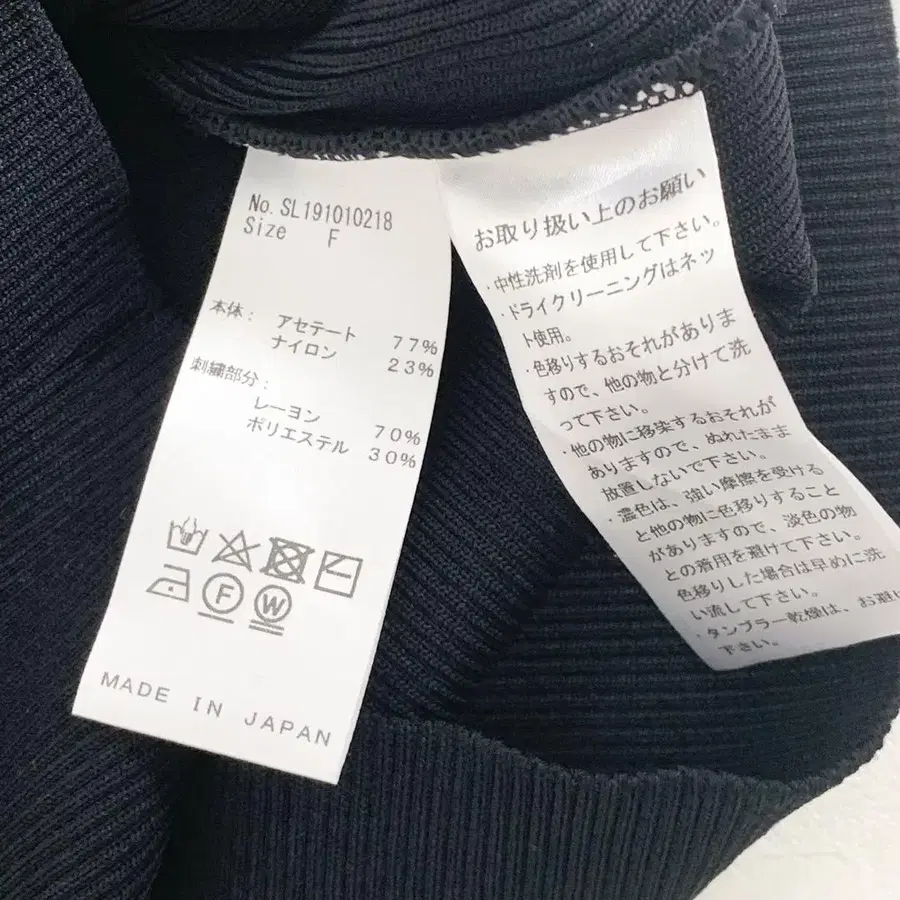 No. SL191010218
Size F
本体: アセテート 77%
ナイロン 23%
刺繍部分:
レーヨン 70%
ポリエステル 30%
F
W
MADE IN JAPAN
お取り扱い上のお願い
・中性洗剤を使用して下さい。
・ドライクリーニングはネッ
ト使用。
・色移りするおそれがありま
すので、他の物と分けて洗
って下さい。
・他の物に移染するおそれが
ありますので、ぬれたまま
放置しないで下さい。
・濃色は、強い摩擦を受ける
と他の物に色移りすること
がありますので、淡色の物
との着用を避けて下さい。
色移りした場合は早めに洗
い流して下さい。
・タンブラー乾燥は、お避け
下さい。